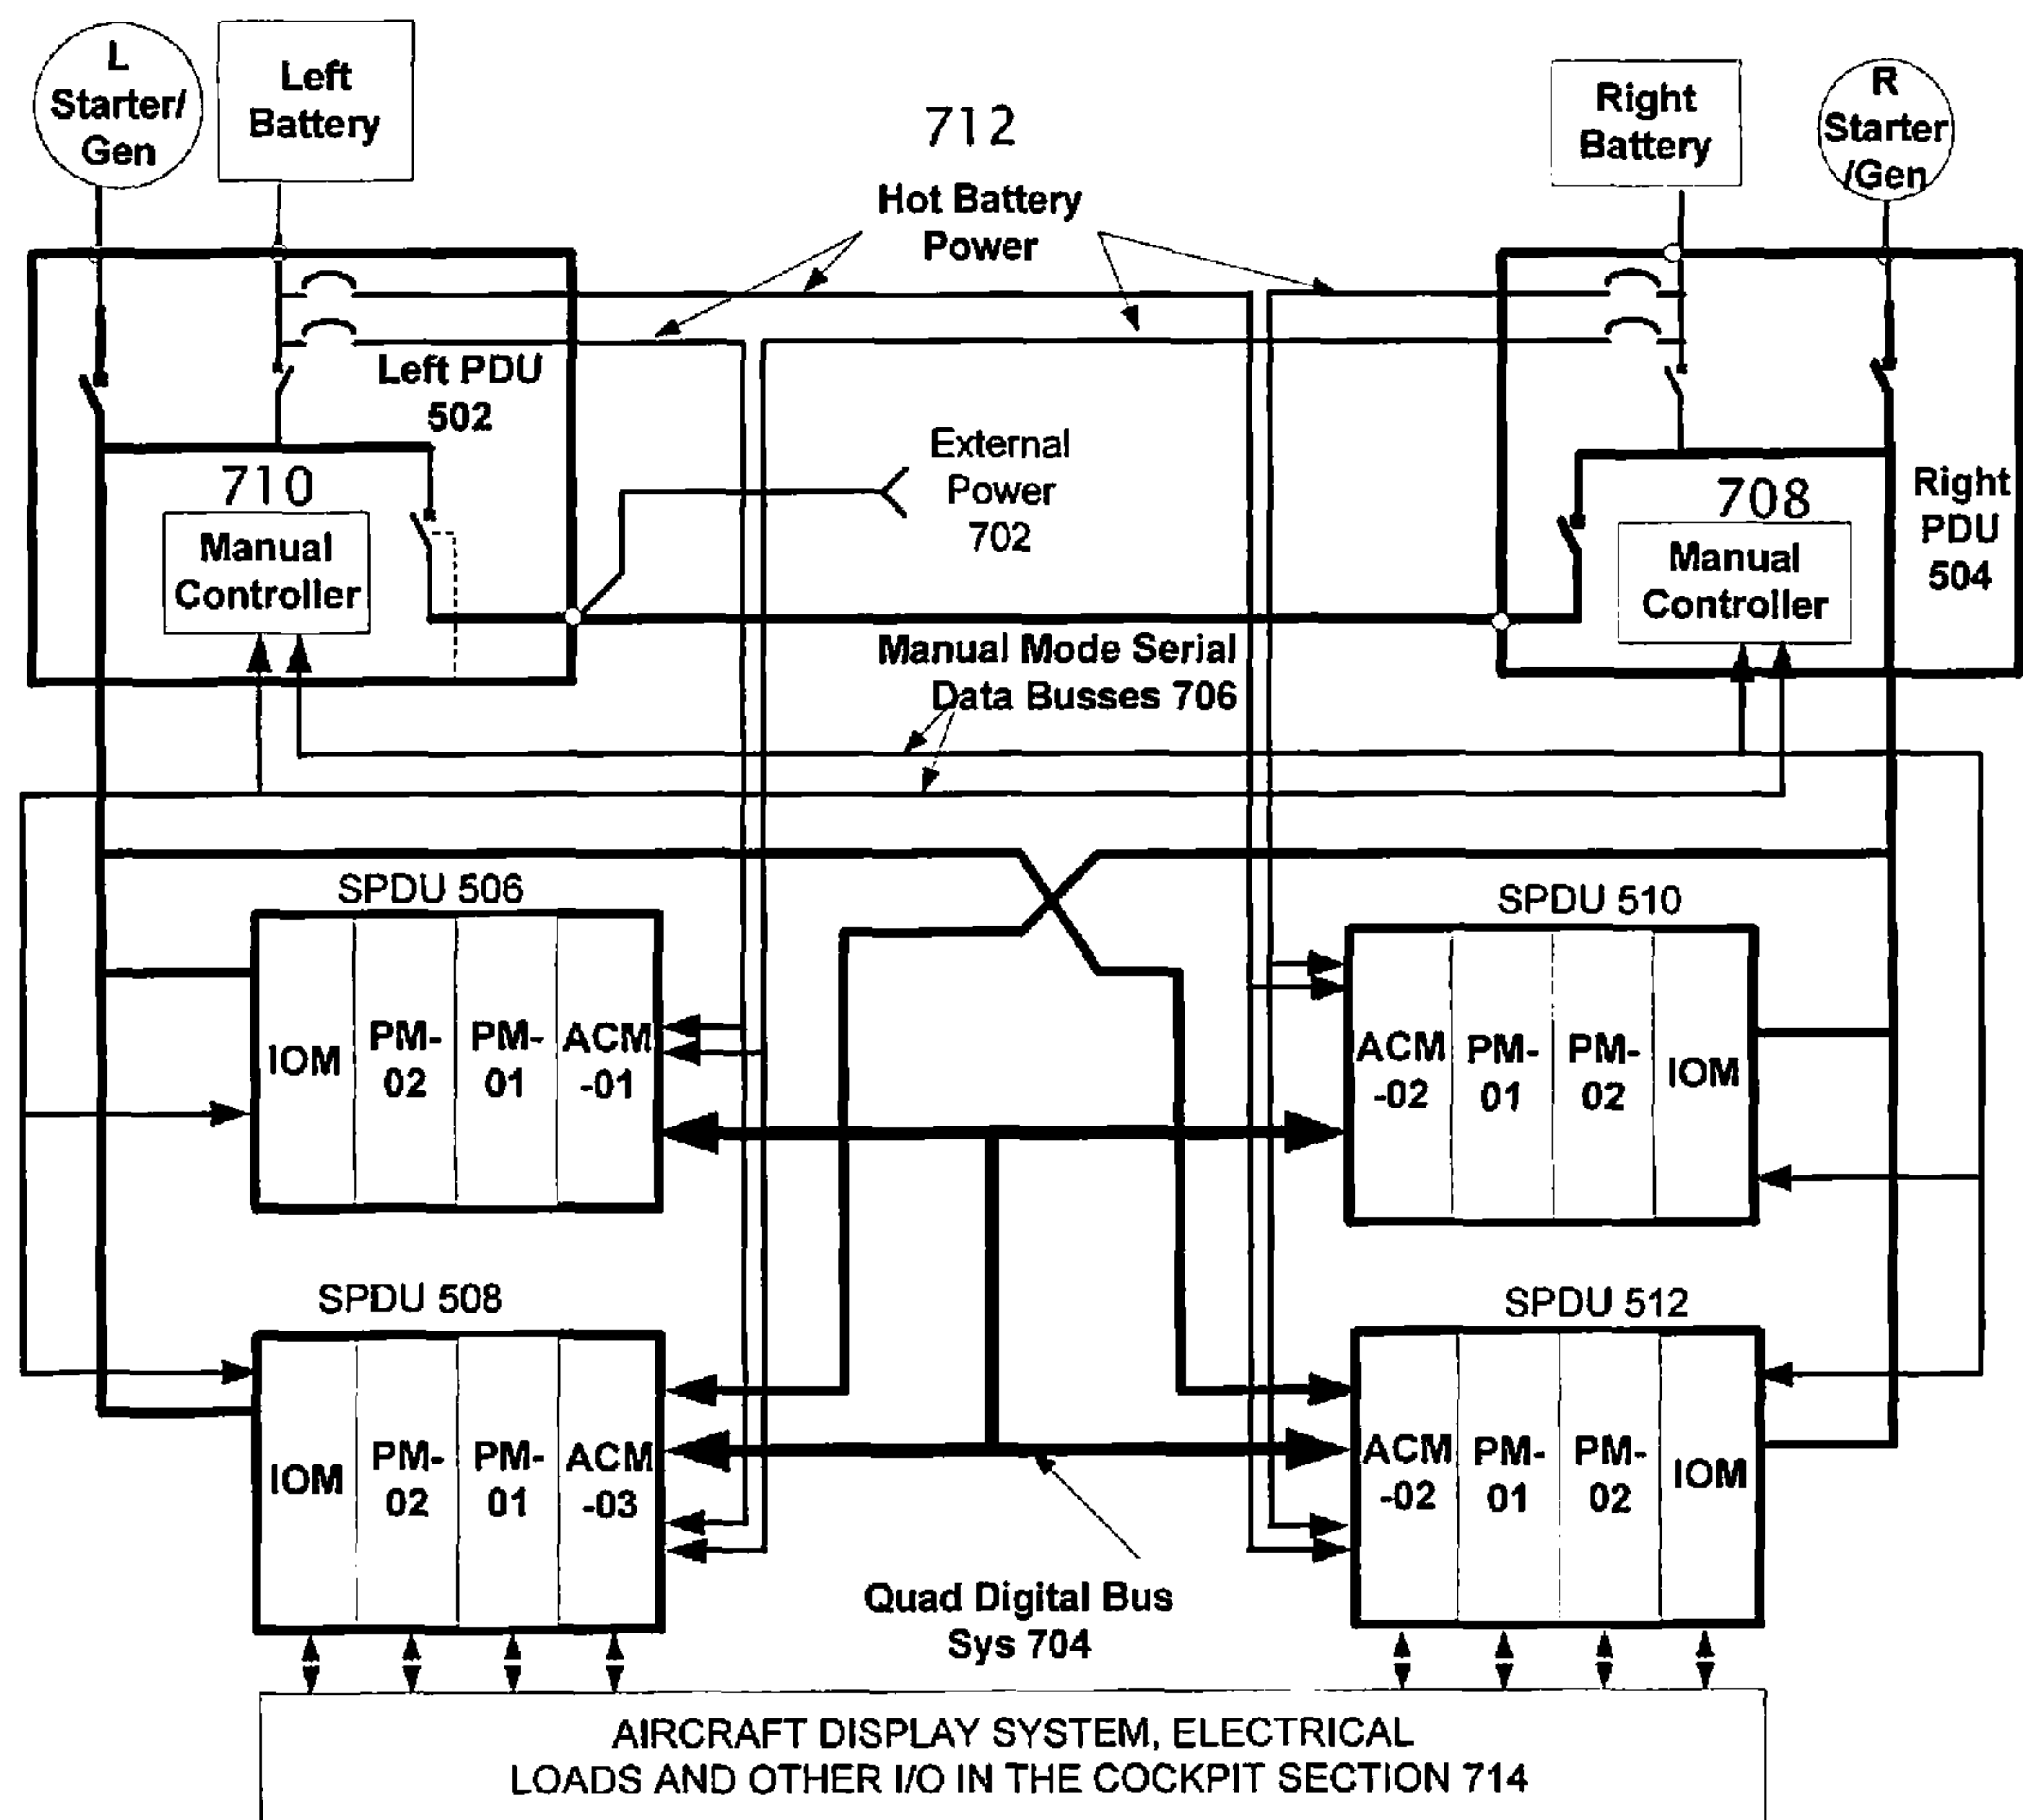 L
Starter/
Gen
Left
Battery
712
Hot Battery
Power
Right
Battery
R
Starter
/Gen
Left PDU
502
External
Power
702
710
Manual
Controller
708
Manual
Controller
Right
PDU
504
Manual Mode Serial
Data Busses 706
SPDU 506
IOM
PM-
02
PM-
01
ACM
-01
SPDU 510
ACM
-02
PM-
01
PM-
02
IOM
SPDU 508
IOM
PM-
02
PM-
01
ACM
-03
SPDU 512
ACM
-02
PM-
01
PM-
02
IOM
Quad Digital Bus
Sys 704
AIRCRAFT DISPLAY SYSTEM, ELECTRICAL
LOADS AND OTHER I/O IN THE COCKPIT SECTION 714